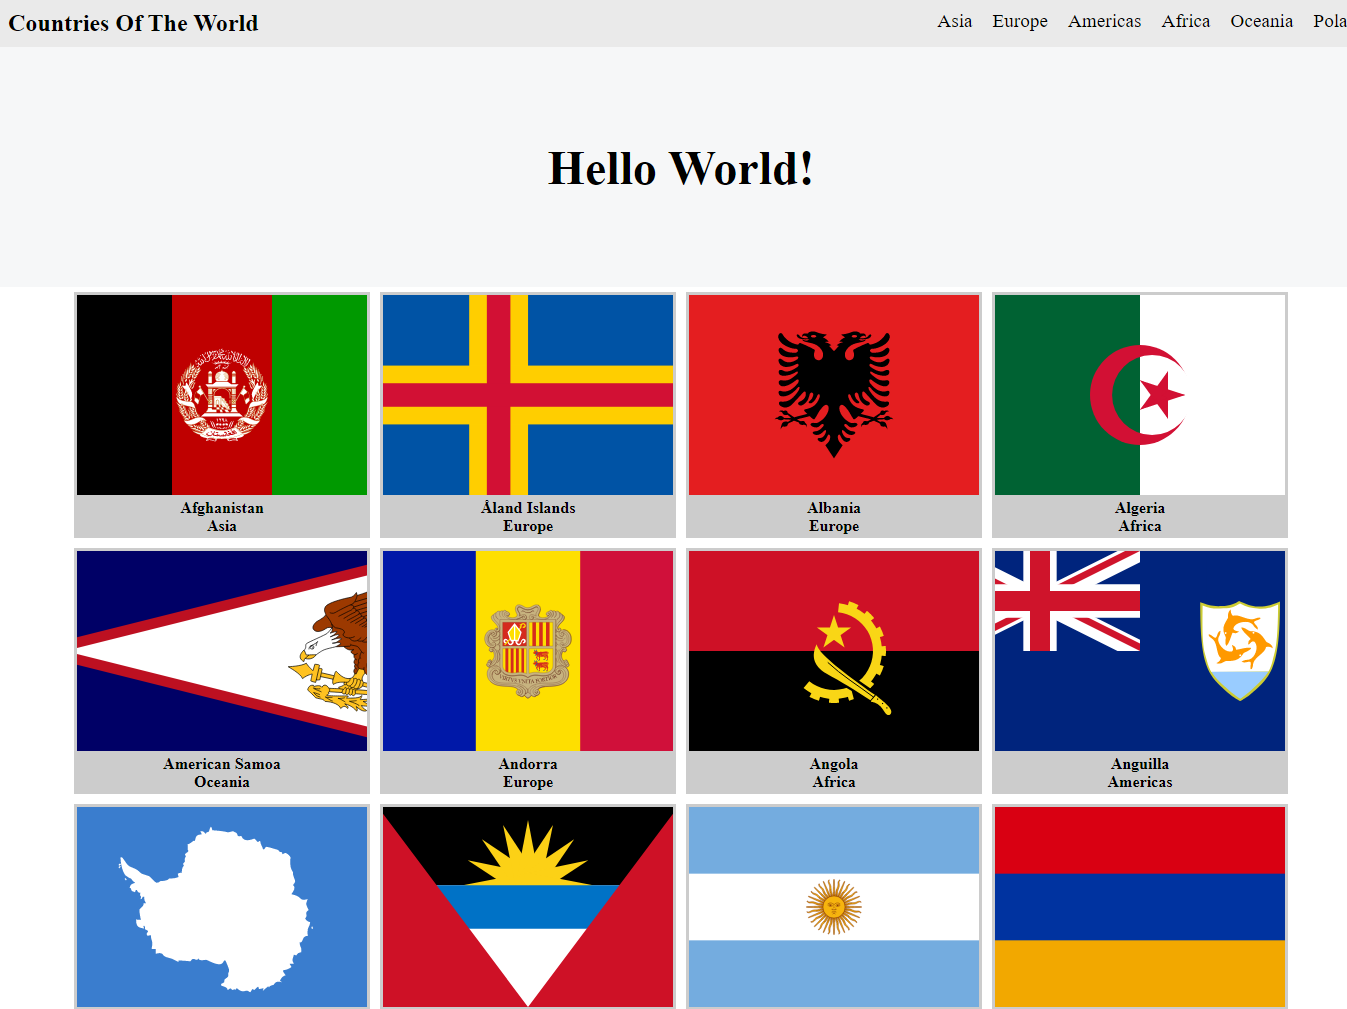 Countries Of The World
Asia Europe Americas Africa Oceania Pola
Hello World!
Afghanistan
Asia
Åland Islands
Europe
Albania
Europe
Algeria
Africa
American Samoa
Oceania
Andorra
Europe
Angola
Africa
Anguilla
Americas